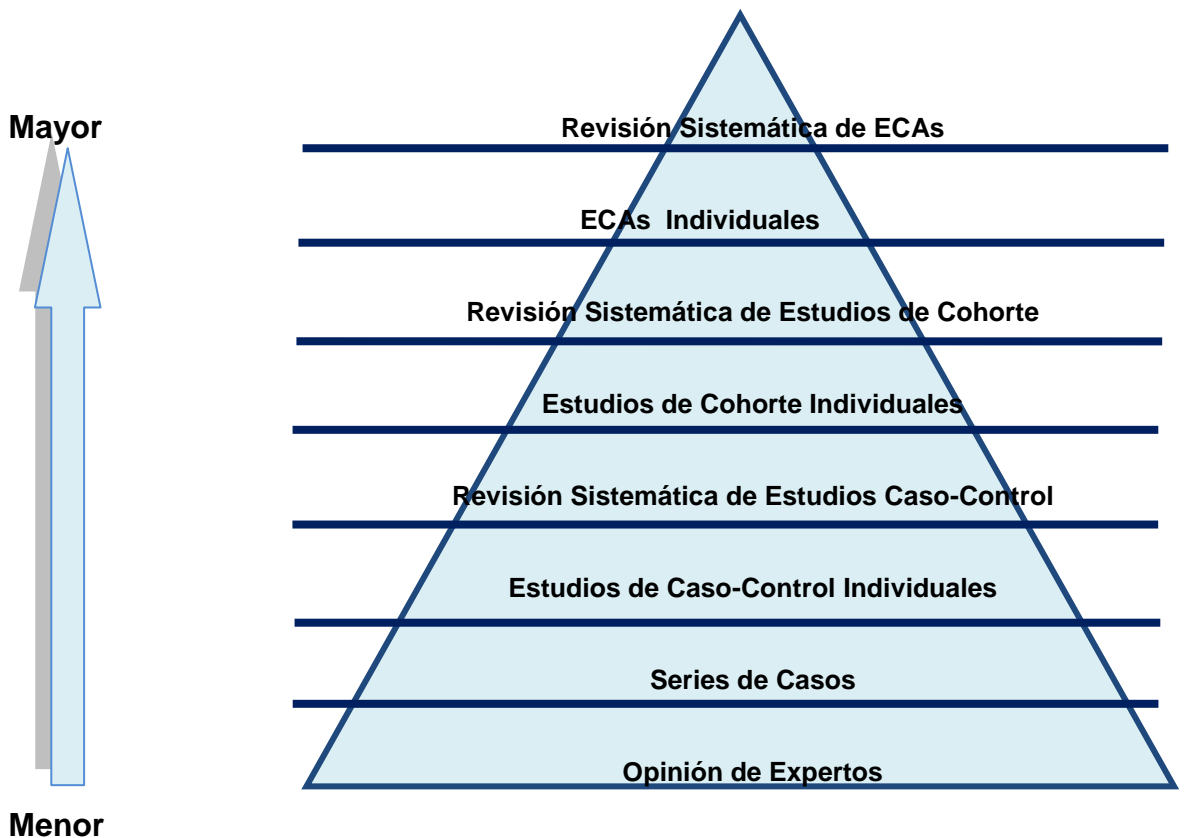 Mayor
Revisión Sistemática de ECAs
ECAs Individuales
Revisión Sistemática de Estudios de Cohorte
Estudios de Cohorte Individuales
Revisión Sistemática de Estudios Caso-Control
Estudios de Caso-Control Individuales
Series de Casos
Opinión de Expertos
Menor